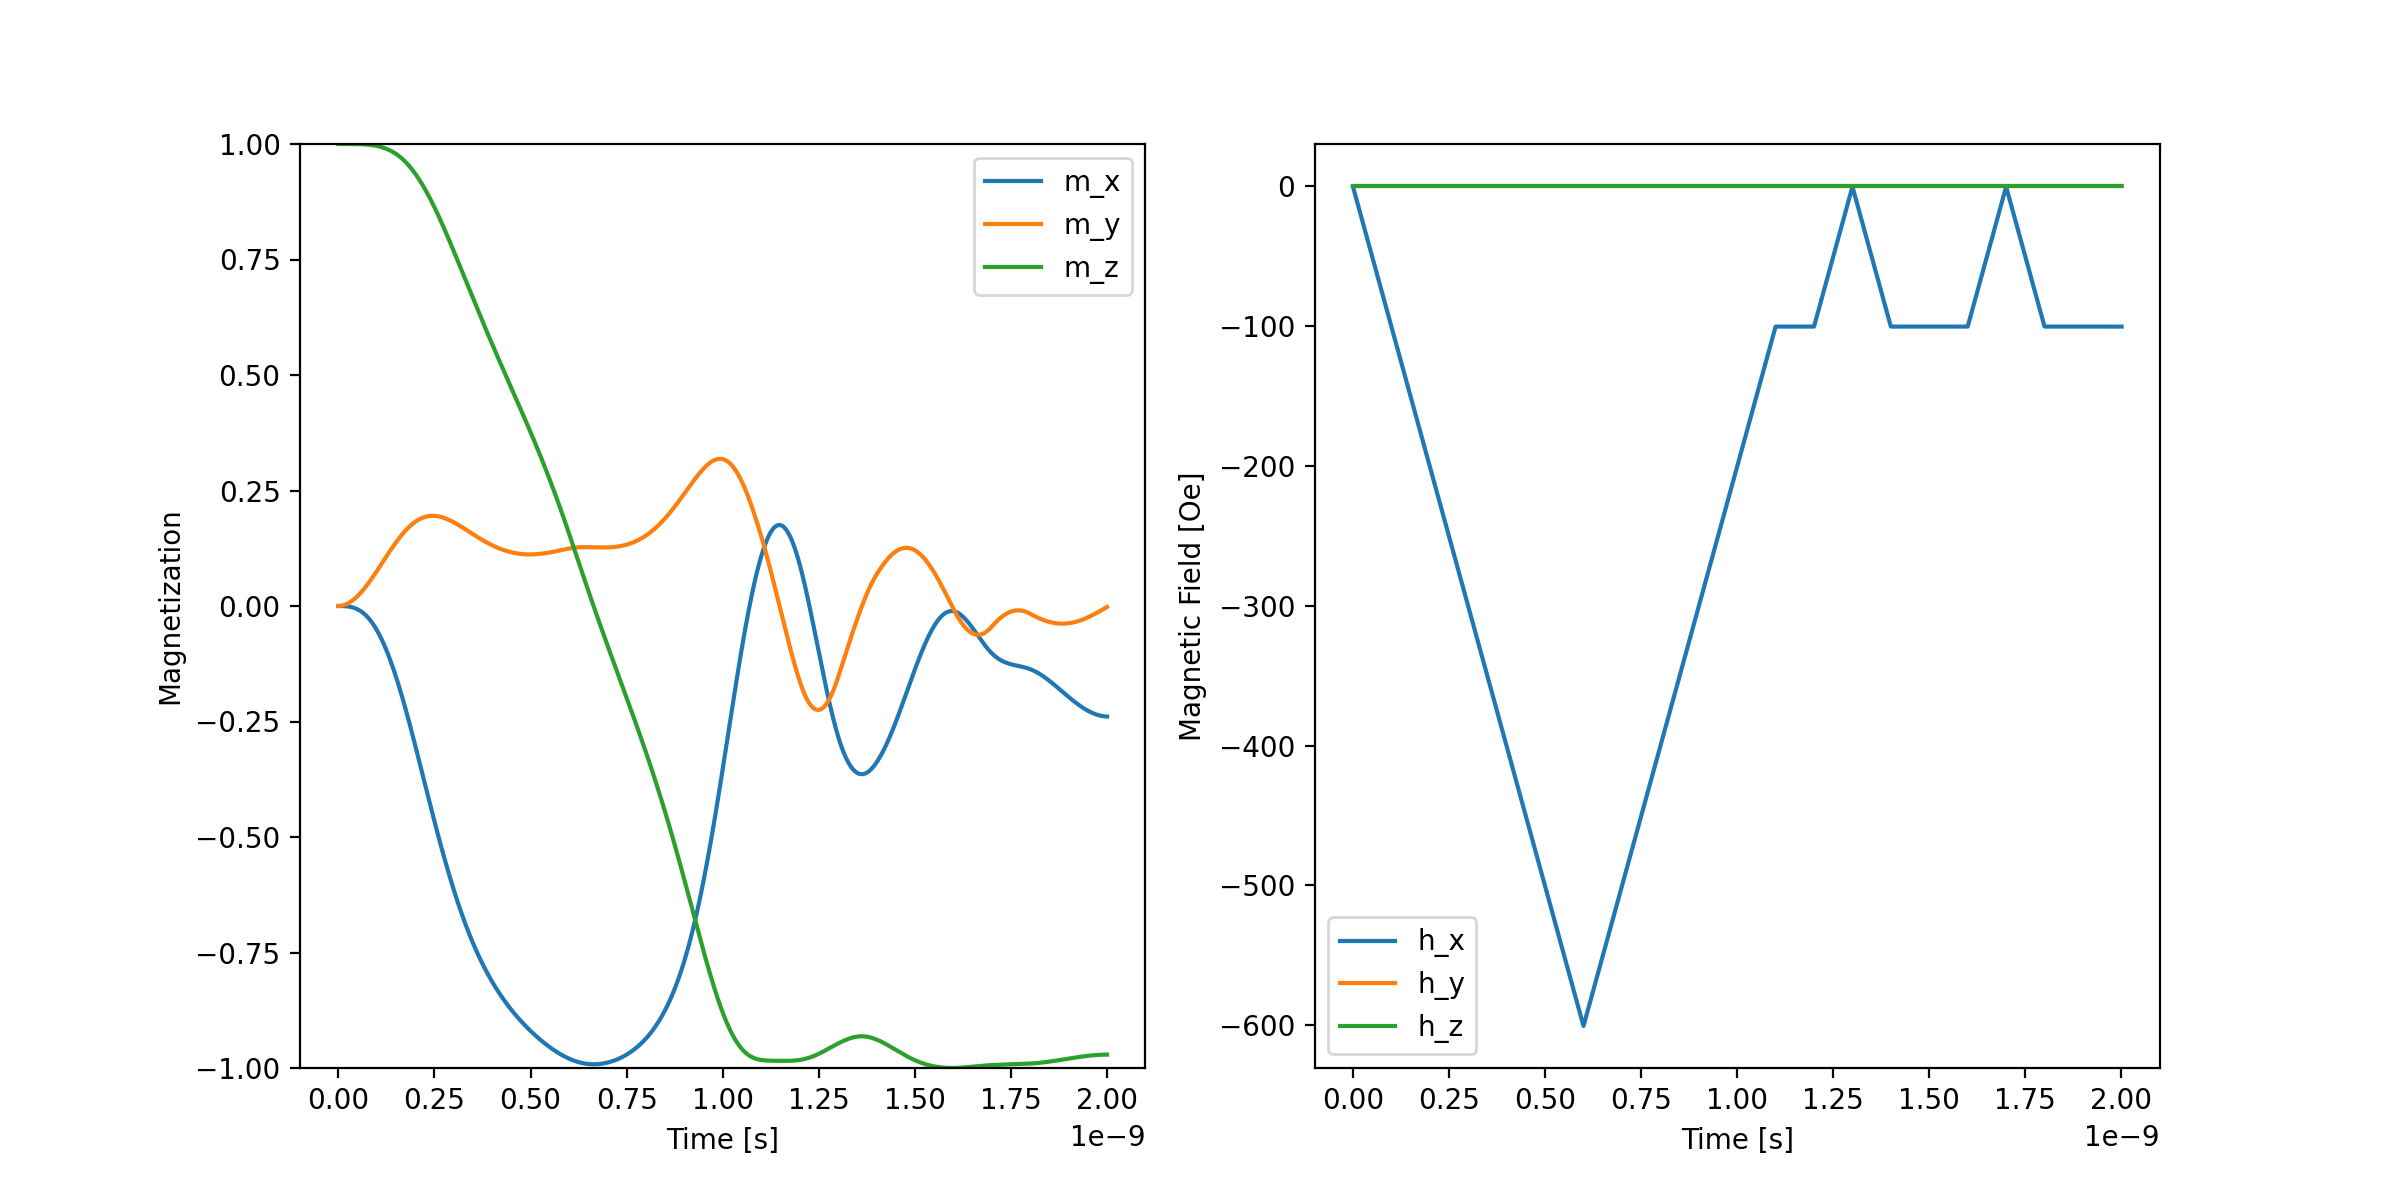 1.00
0.75
0.50
0.25
0.00
−0.25
−0.50
−0.75
−1.00
Magnetization
m_x
m_y
m_z
0.00 0.25 0.50 0.75 1.00 1.25 1.50 1.75 2.00
Time [s]
1e−9
0
−100
−200
−300
−400
−500
−600
Magnetic Field [Oe]
h_x
h_y
h_z
0.00 0.25 0.50 0.75 1.00 1.25 1.50 1.75 2.00
Time [s]
1e−9